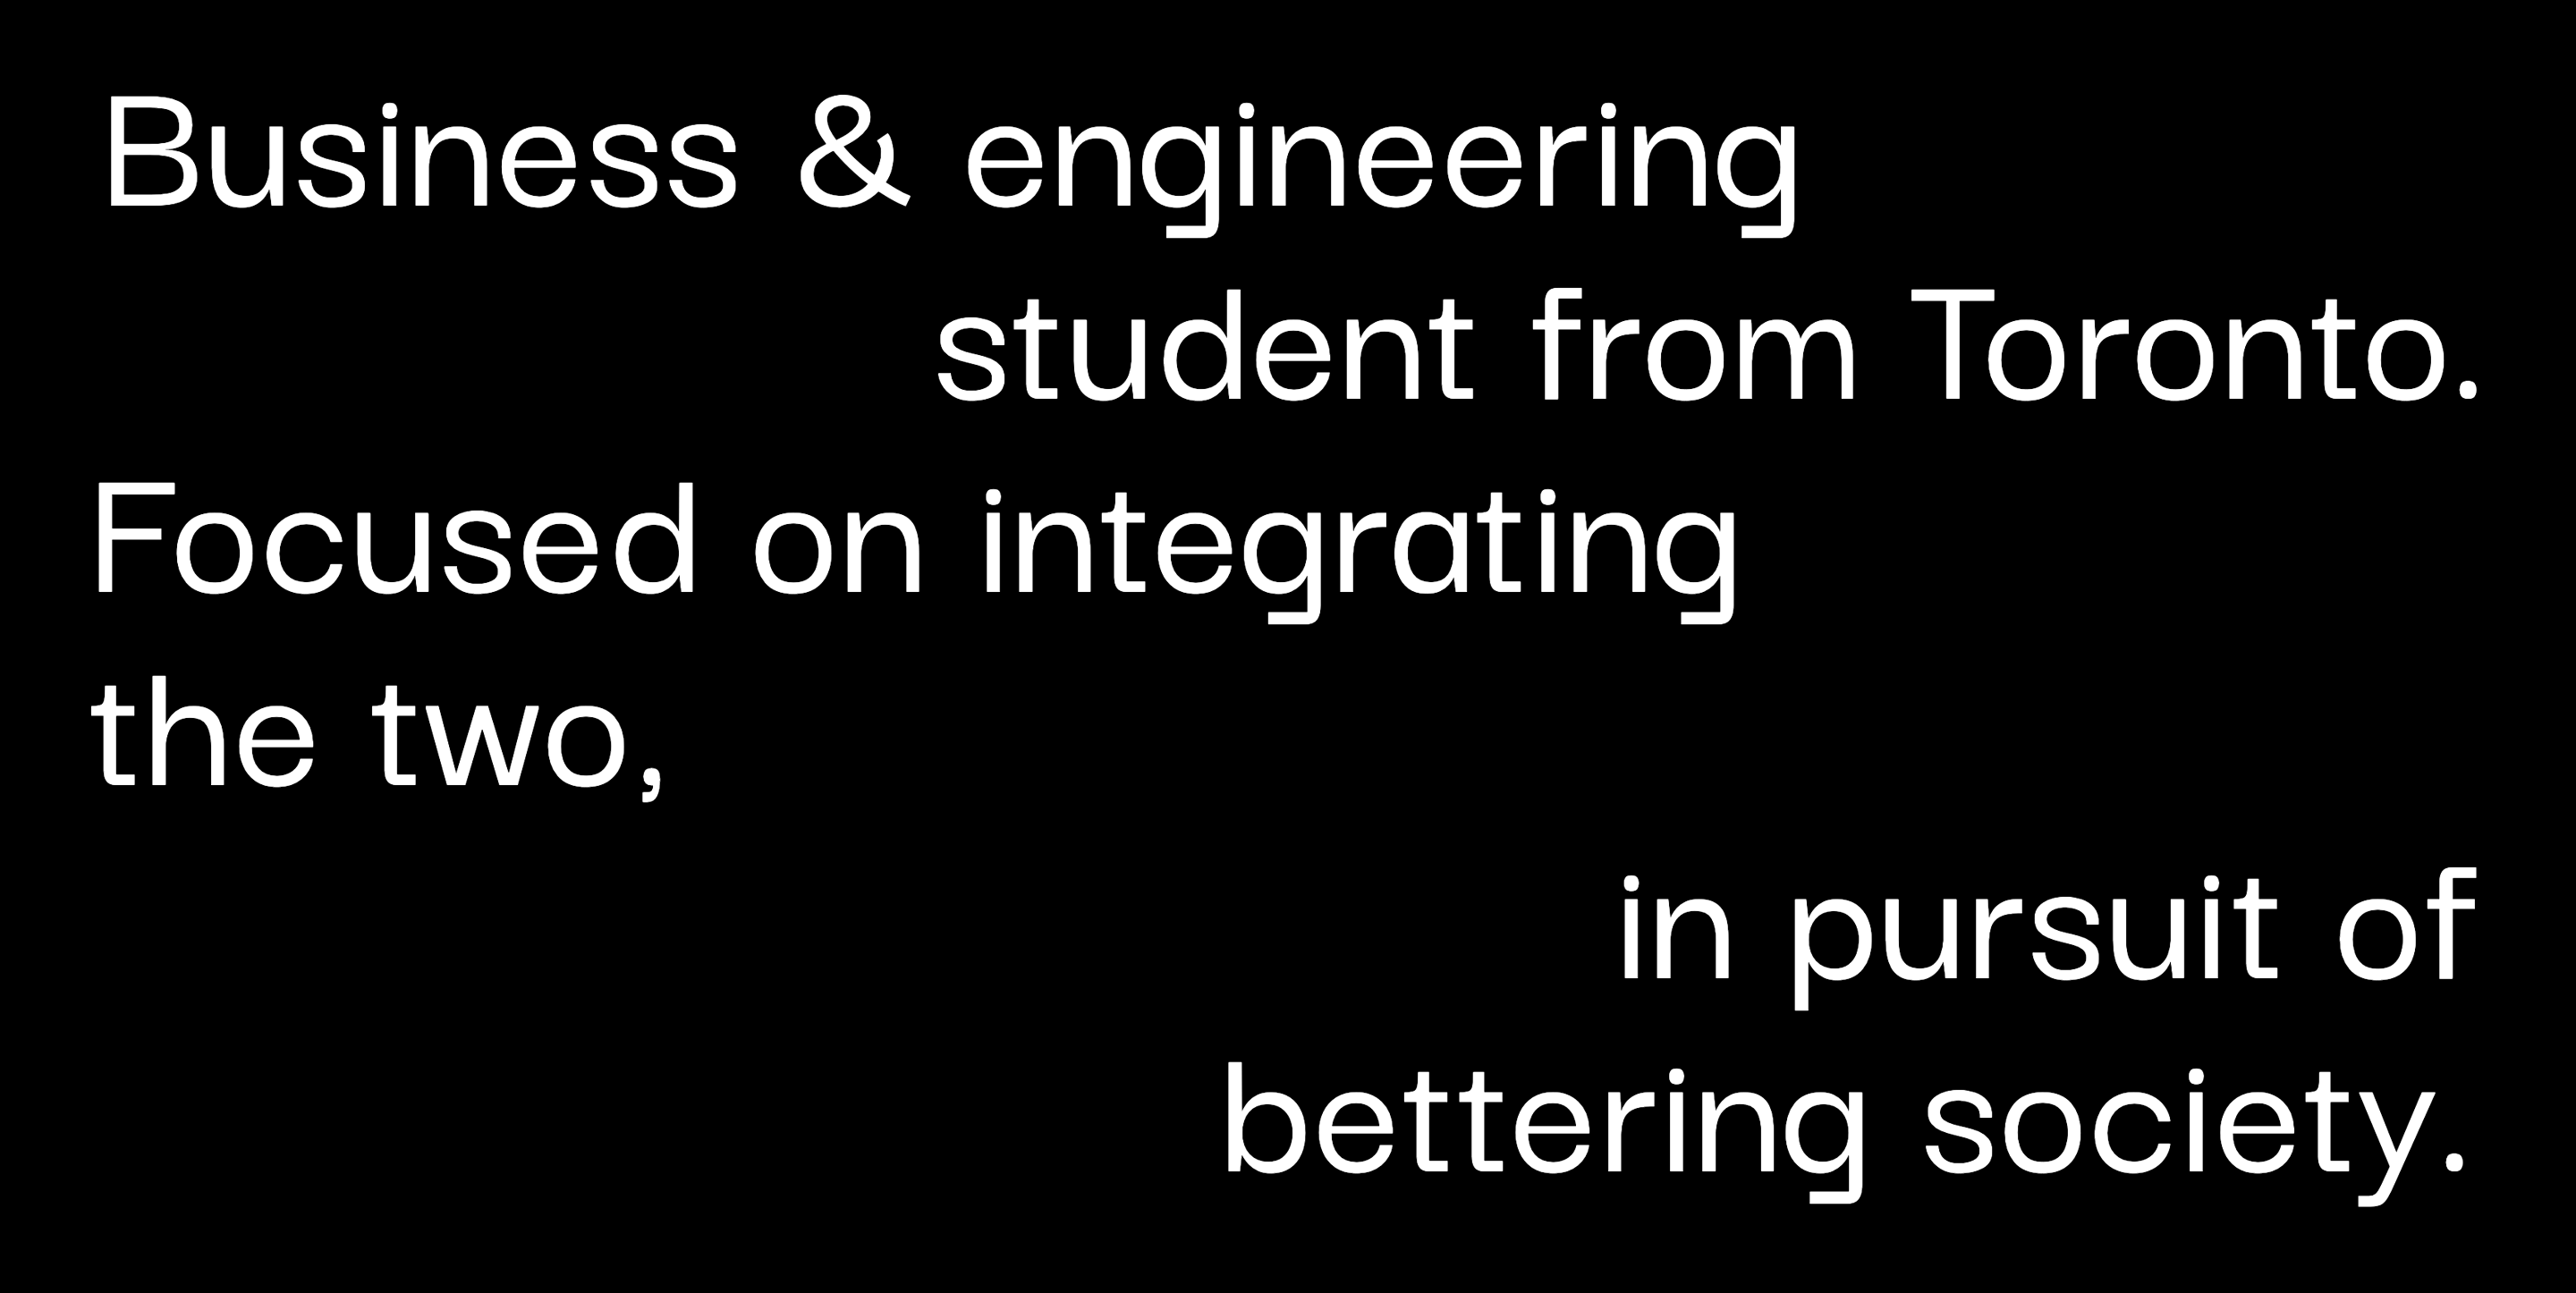 Business & engineering
student from Toronto.
Focused on integrating
the two,
in pursuit of
bettering society.